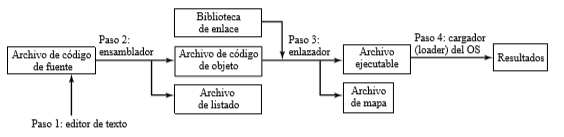 Biblioteca
de enlace
Paso 2:
ensamblador
Paso 3:
enlazador
Paso 4: cargador
(loader) del OS
Archivo de código
de fuente
Archivo de código
de objeto
Archivo
ejecutable
Resultados
Archivo
de listado
Archivo
de mapa
Paso 1: editor de texto